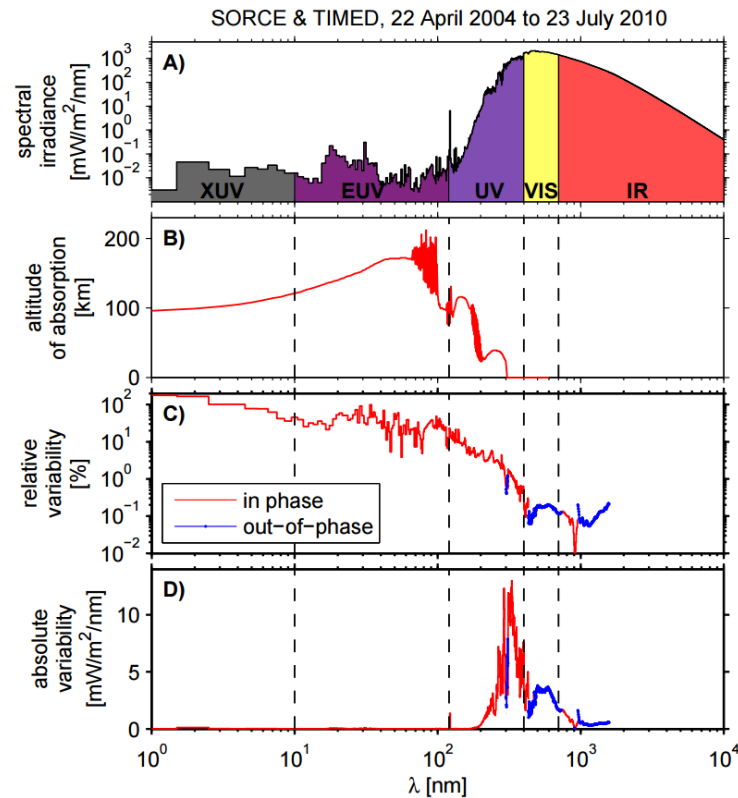 SORCE & TIMED, 22 April 2004 to 23 July 2010
A)
spectral
irradiance
[mW/m²/nm]
10³
10²
10¹
10⁰
10⁻¹
10⁻²
XUV
EUV
UV
VIS
IR
B)
altitude
of absorption
[km]
200
100
0
C)
relative
variability
[%]
10²
10¹
10⁰
10⁻¹
10⁻²
in phase
out-of-phase
D)
absolute
variability
[mW/m²/nm]
10
5
0
10⁰
10¹
10²
10³
10⁴
λ [nm]